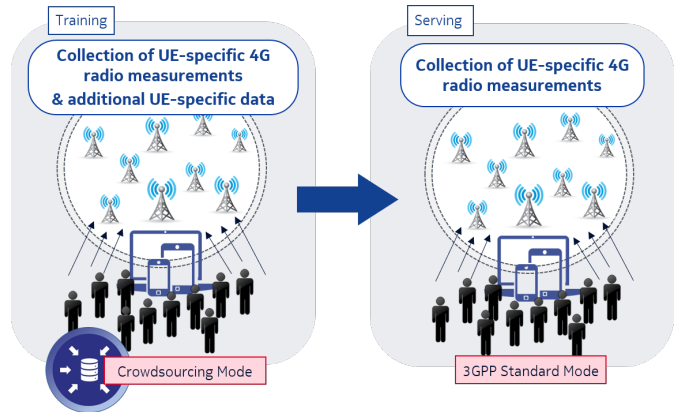 Training
Collection of UE-specific 4G
radio measurements
& additional UE-specific data
Crowdsourcing Mode
Serving
Collection of UE-specific 4G
radio measurements
3GPP Standard Mode